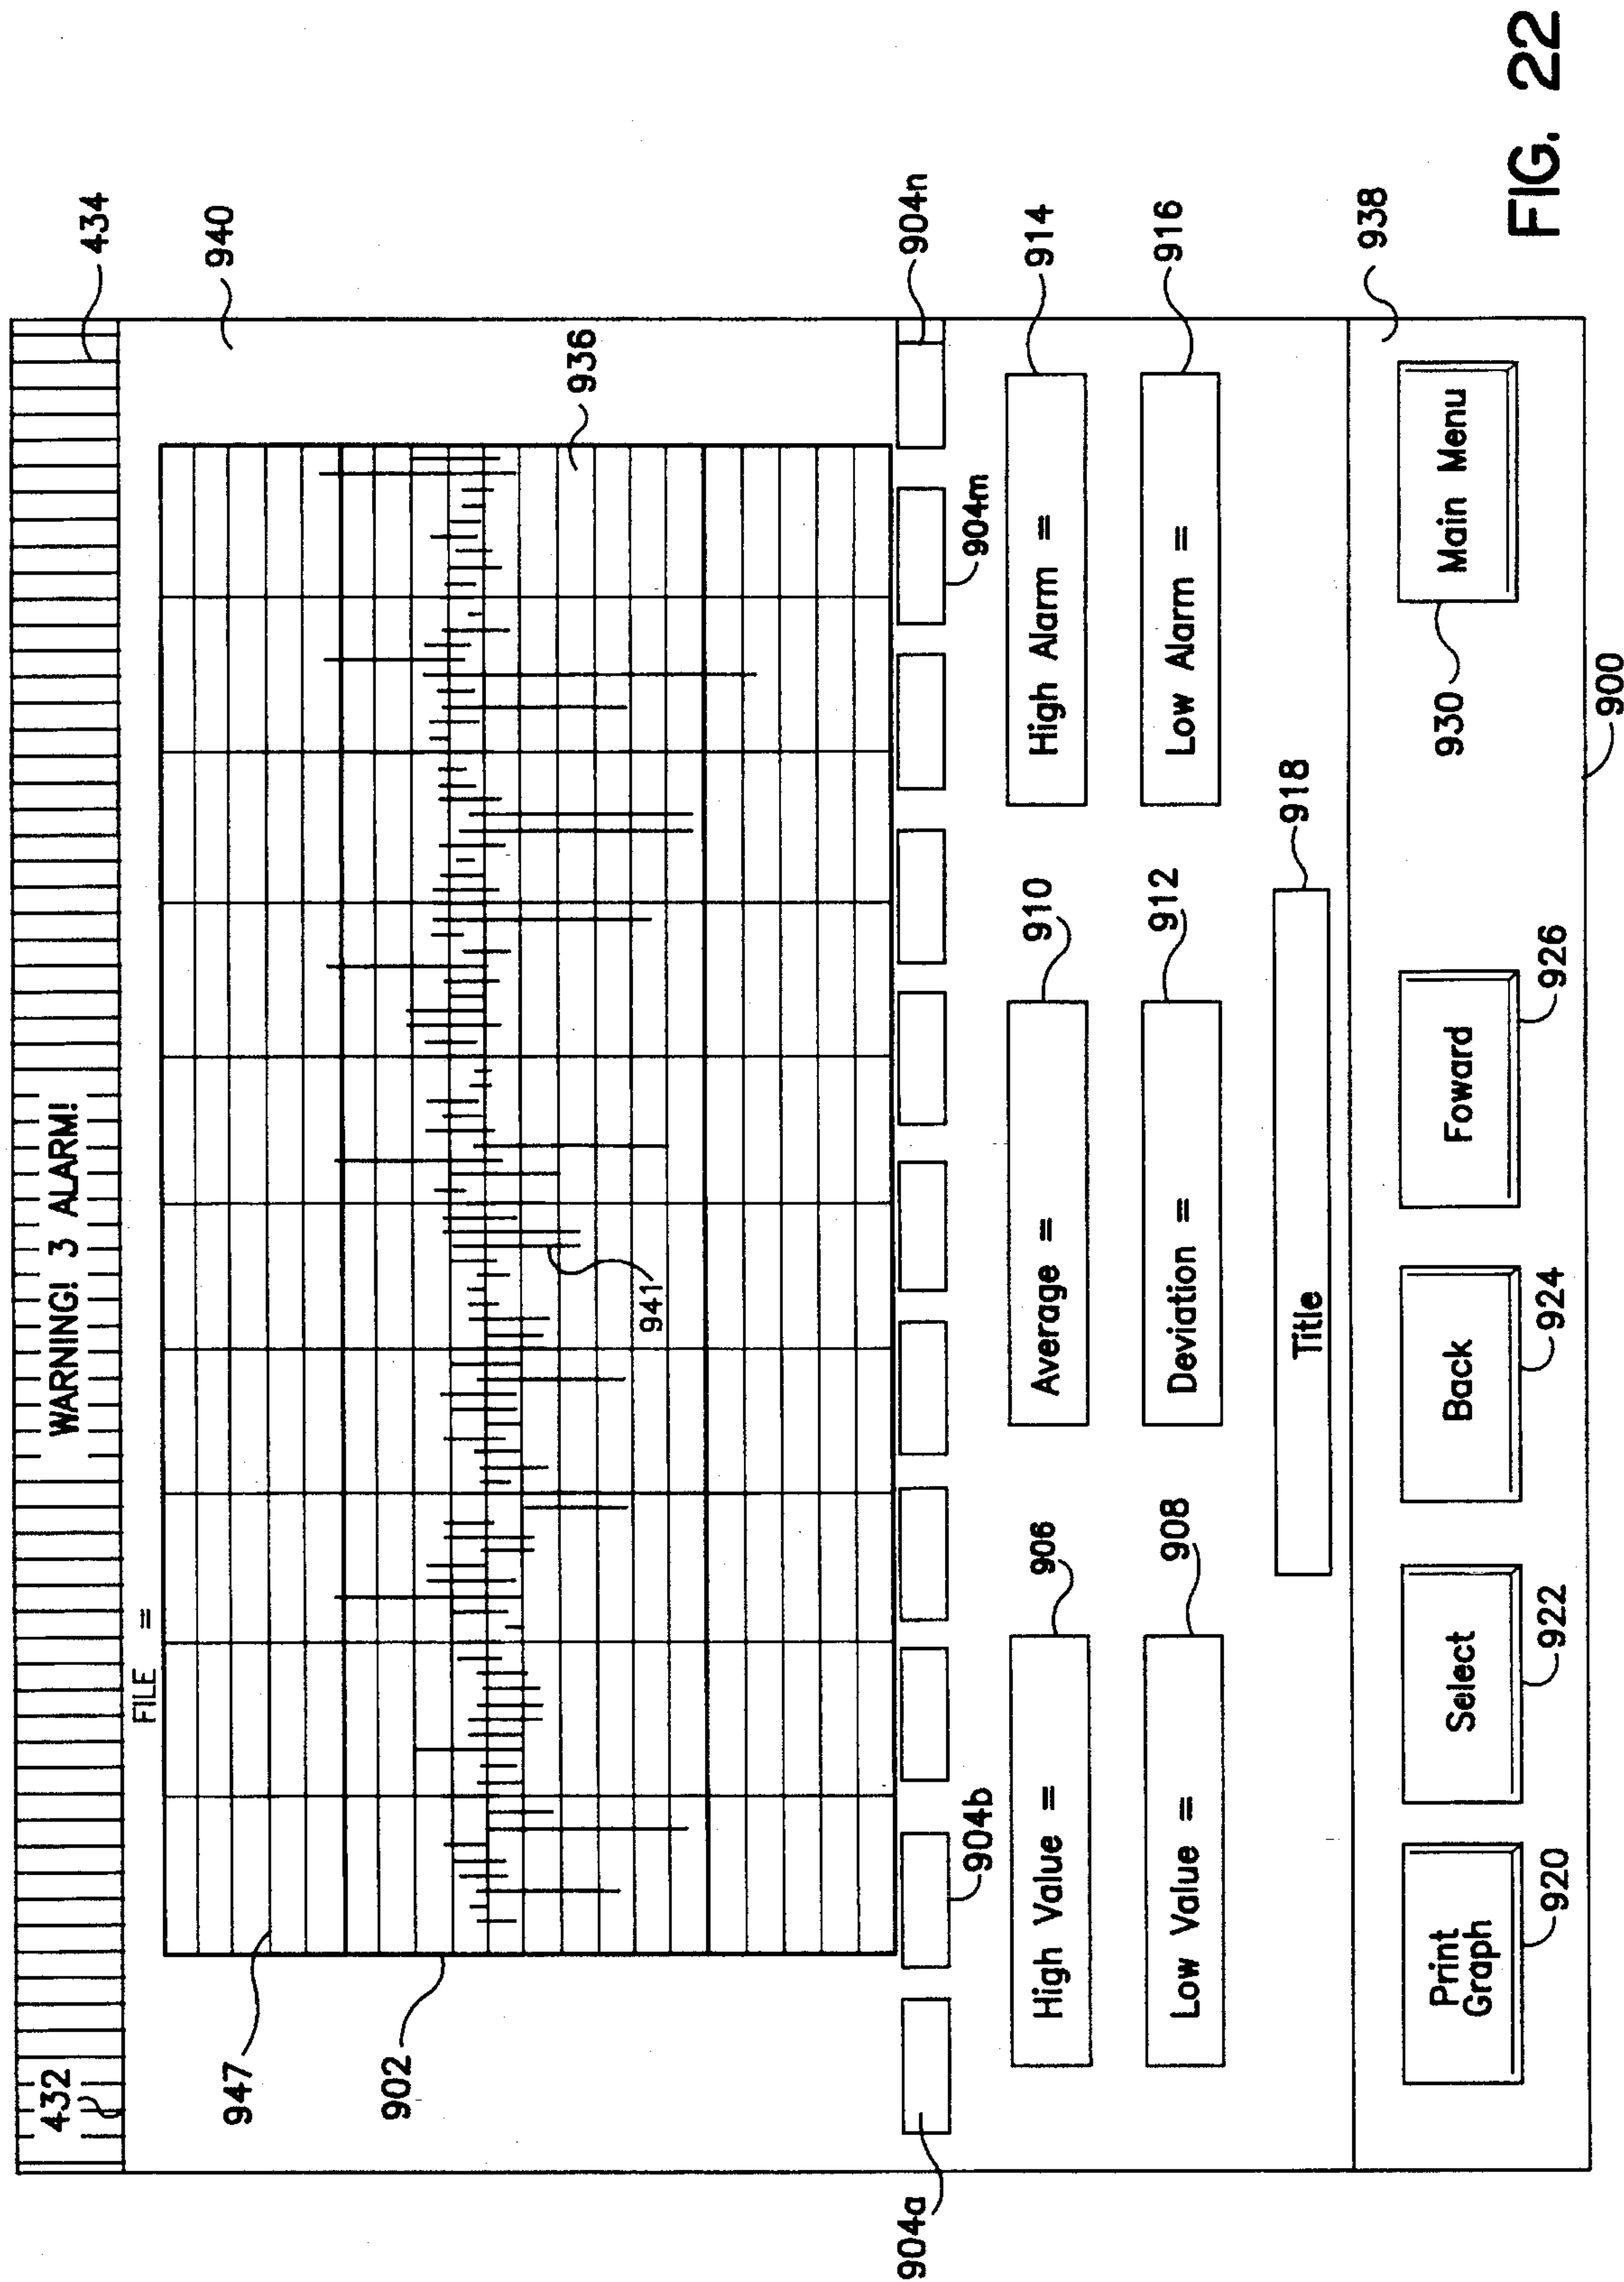 432
WARNING! 3 ALARM!
434
FILE =
940
947
902
936
941
904a
904b
904m
904n
High Value =
906
Average =
910
High Alarm =
914
Low Value =
908
Deviation =
912
Low Alarm =
916
Title
918
938
Print
Graph
Select
Back
Foward
Main Menu
920
922
924
926
930
900
FIG. 22